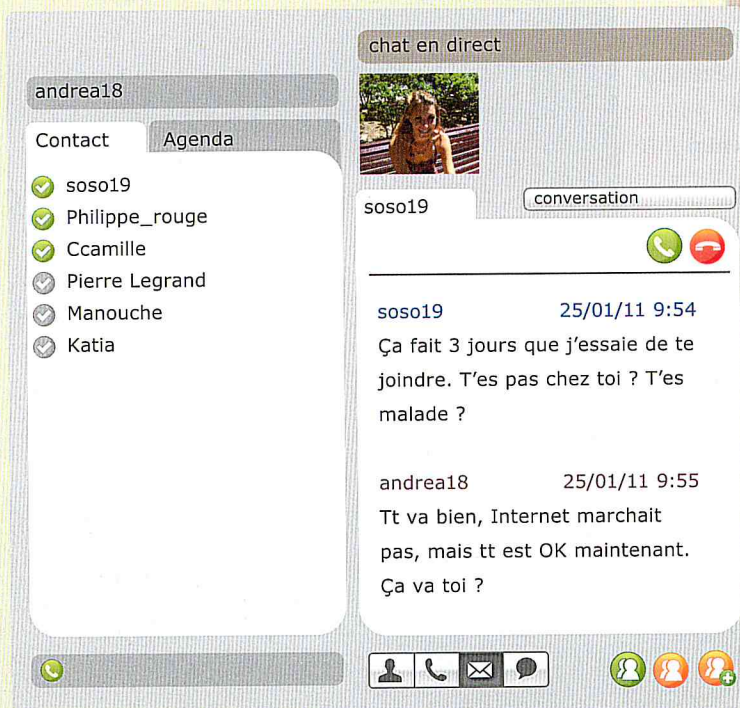 andrea18
Contact
Agenda
soso19
Philippe_rouge
Ccamille
Pierre Legrand
Manouche
Katia
chat en direct
soso19
conversation
soso19 25/01/11 9:54
Ça fait 3 jours que j'essaie de te
joindre. T'es pas chez toi ? T'es
malade ?
andrea18 25/01/11 9:55
Tt va bien, Internet marchait
pas, mais tt est OK maintenant.
Ça va toi ?